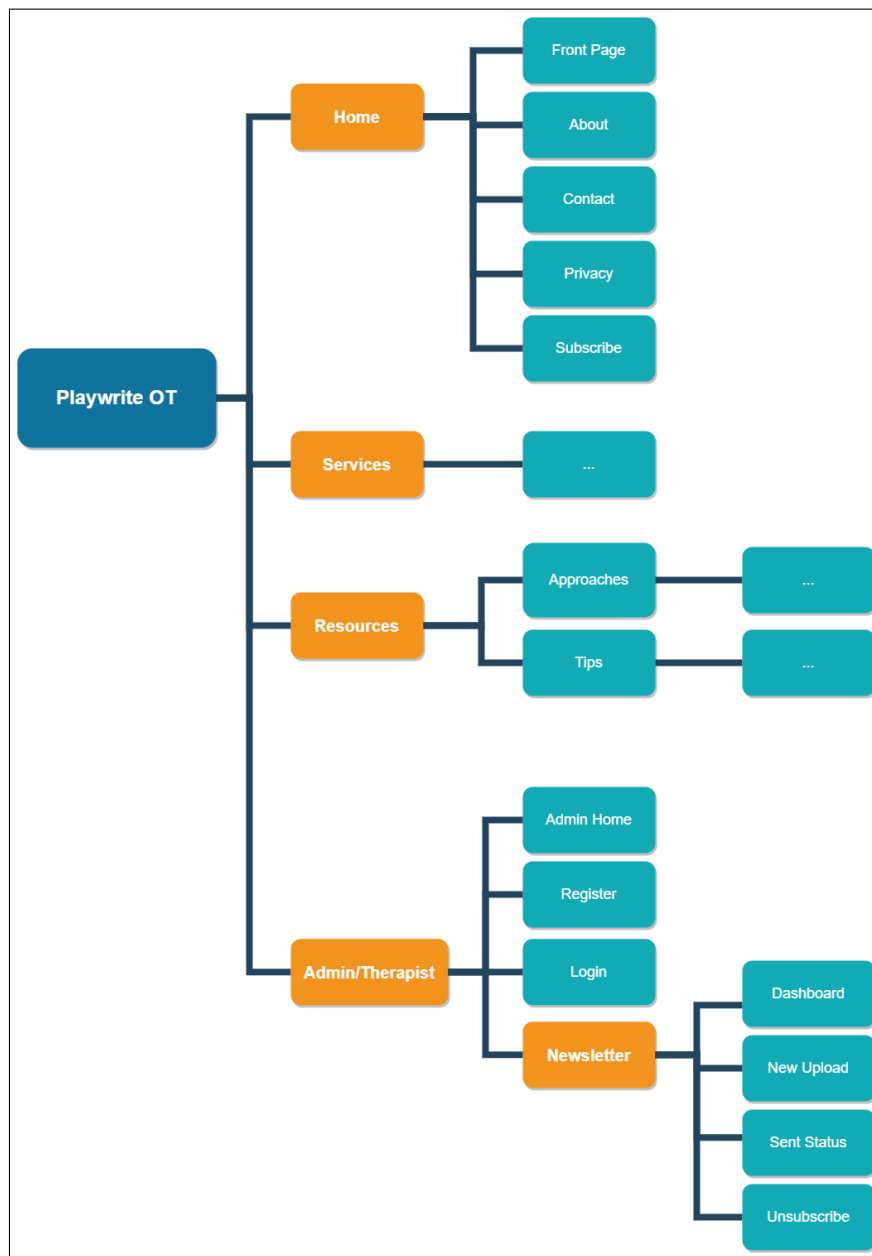 Front Page
Home
About
Contact
Privacy
Subscribe
Playwrite OT
Services
...
Resources
Approaches
...
Tips
...
Admin/Therapist
Admin Home
Register
Login
Newsletter
Dashboard
New Upload
Sent Status
Unsubscribe